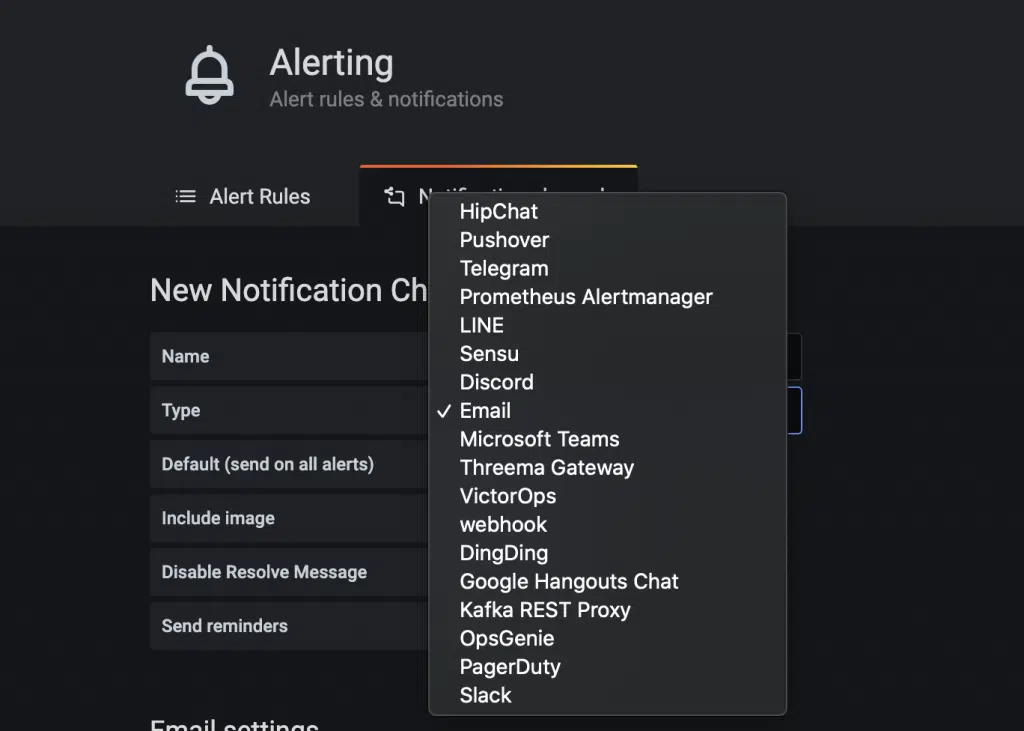 Alerting
Alert rules & notifications
Alert Rules
New Notification Ch
Name
Type
Default (send on all alerts)
Include image
Disable Resolve Message
Send reminders
HipChat
Pushover
Telegram
Prometheus Alertmanager
LINE
Sensu
Discord
✓ Email
Microsoft Teams
Threema Gateway
VictorOps
webhook
DingDing
Google Hangouts Chat
Kafka REST Proxy
OpsGenie
PagerDuty
Slack
Email settings